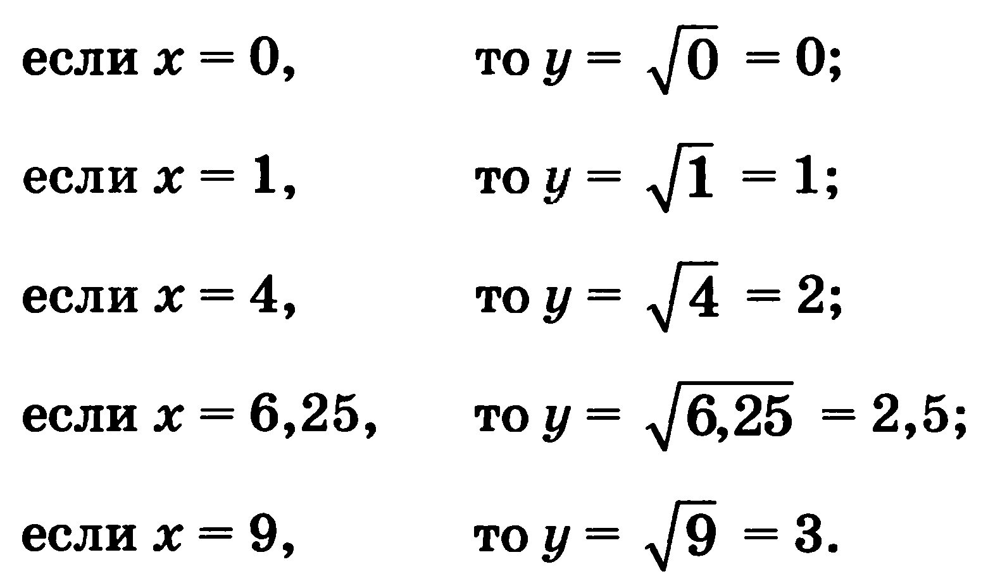 если x = 0, то y = √0 = 0;
если x = 1, то y = √1 = 1;
если x = 4, то y = √4 = 2;
если x = 6,25, то y = √6,25 = 2,5;
если x = 9, то y = √9 = 3.